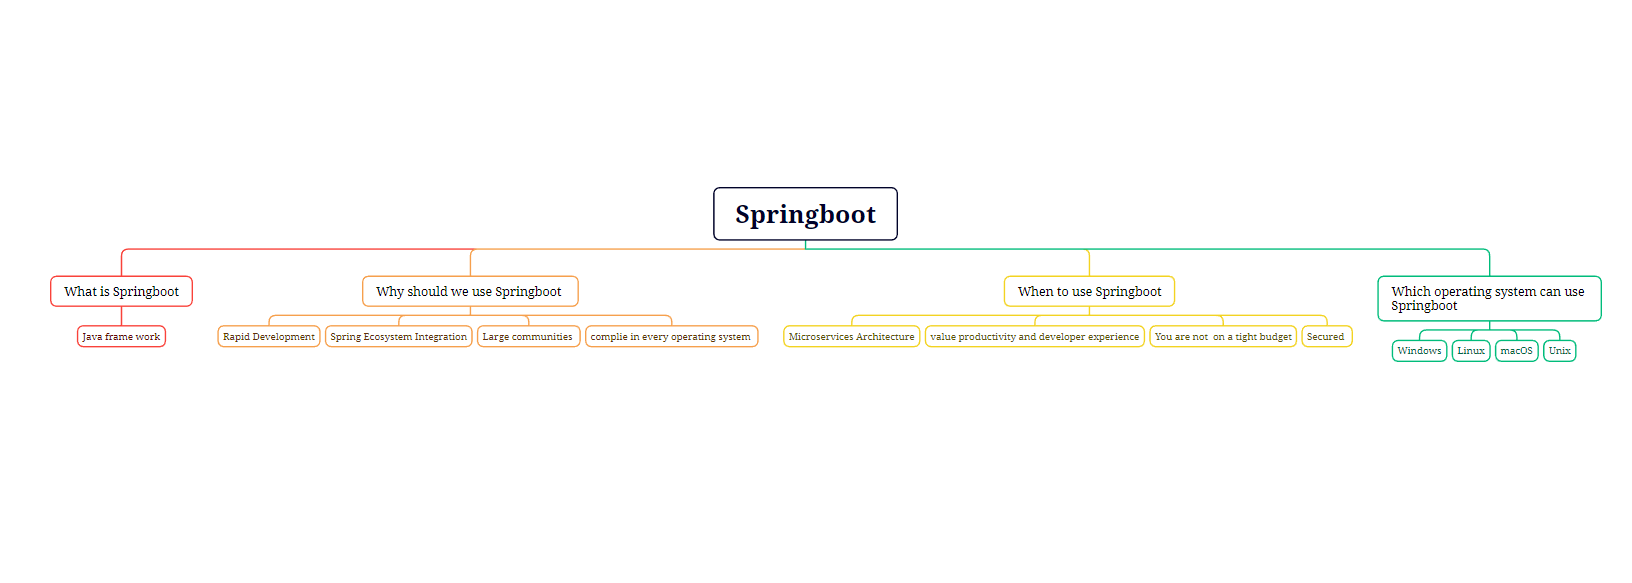 Springboot
What is Springboot
Why should we use Springboot
When to use Springboot
Which operating system can use
Springboot
Java frame work
Rapid Development
Spring Ecosystem Integration
Large communities
complie in every operating system
Microservices Architecture
value productivity and developer experience
You are not  on a tight budget
Secured
Windows
Linux
macOS
Unix